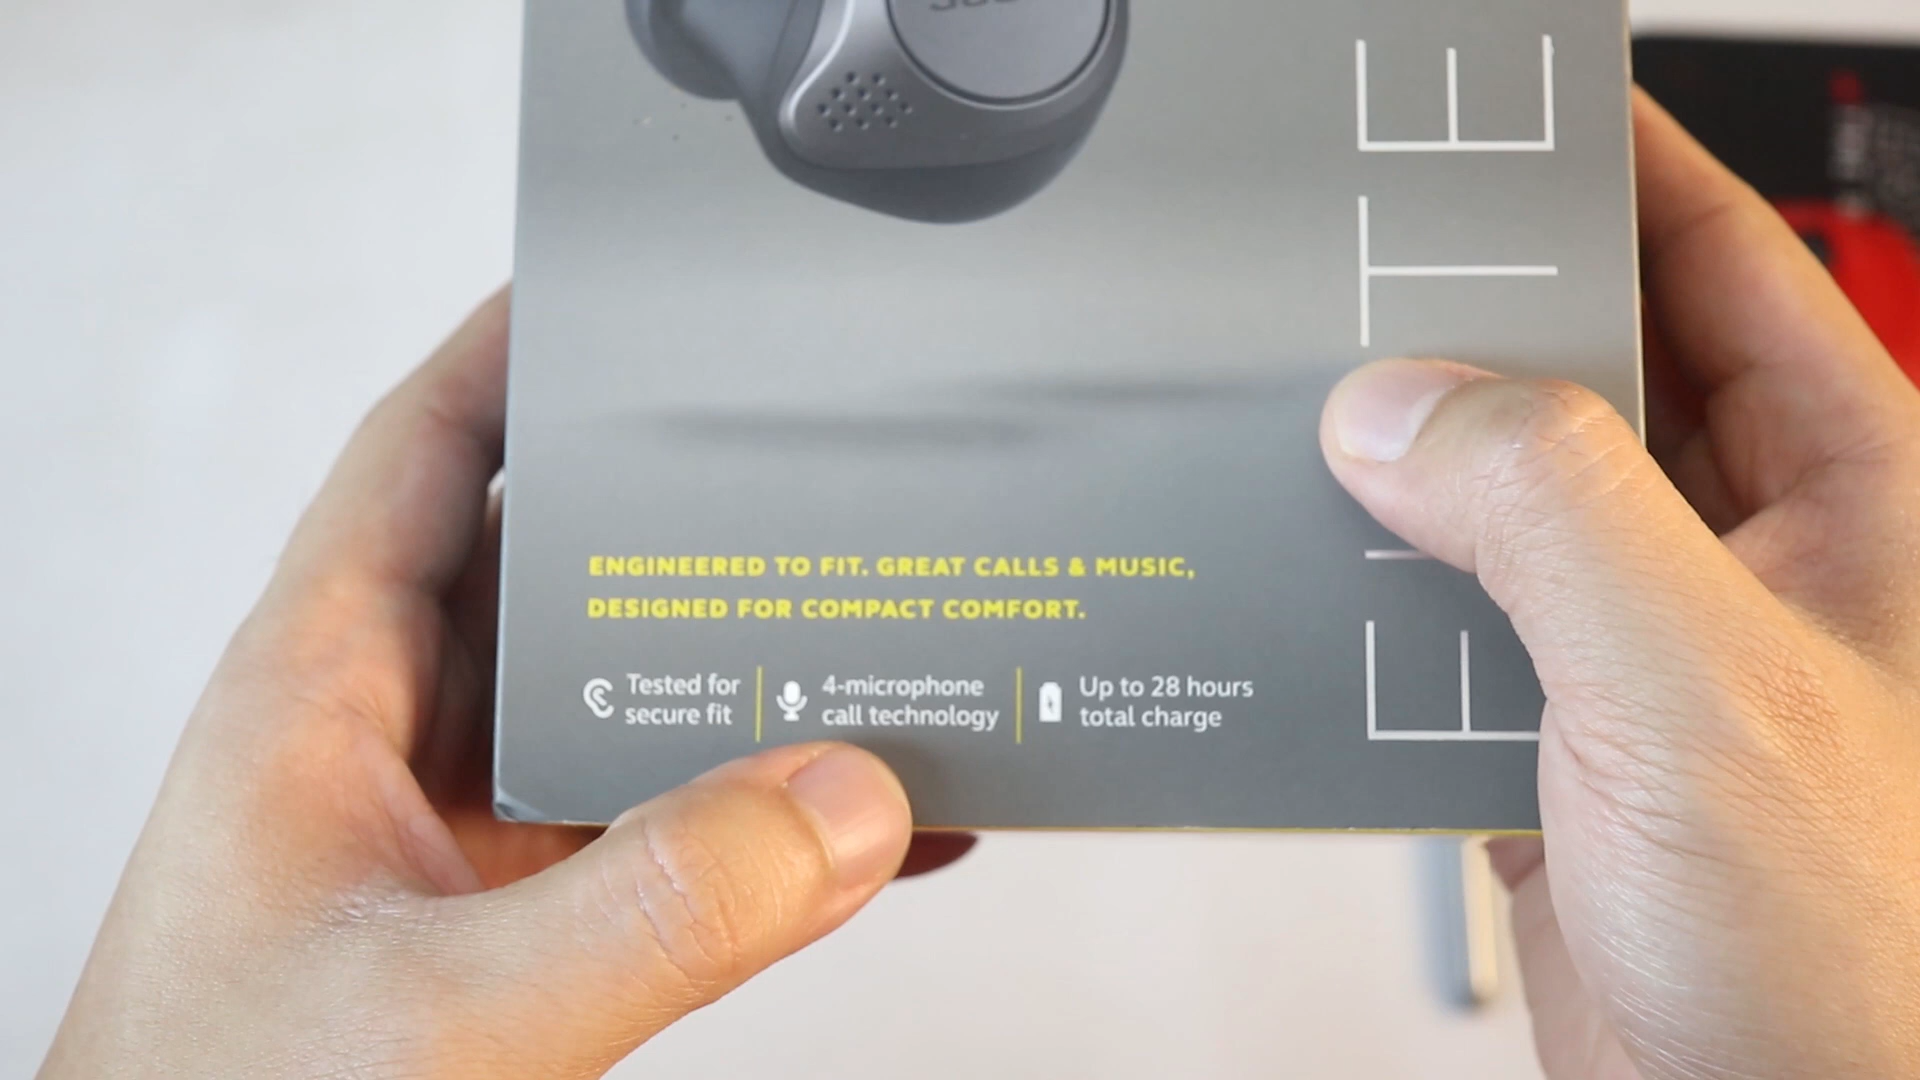 ENGINEERED TO FIT. GREAT CALLS & MUSIC,
DESIGNED FOR COMPACT COMFORT.
Tested for
secure fit
4-microphone
call technology
Up to 28 hours
total charge